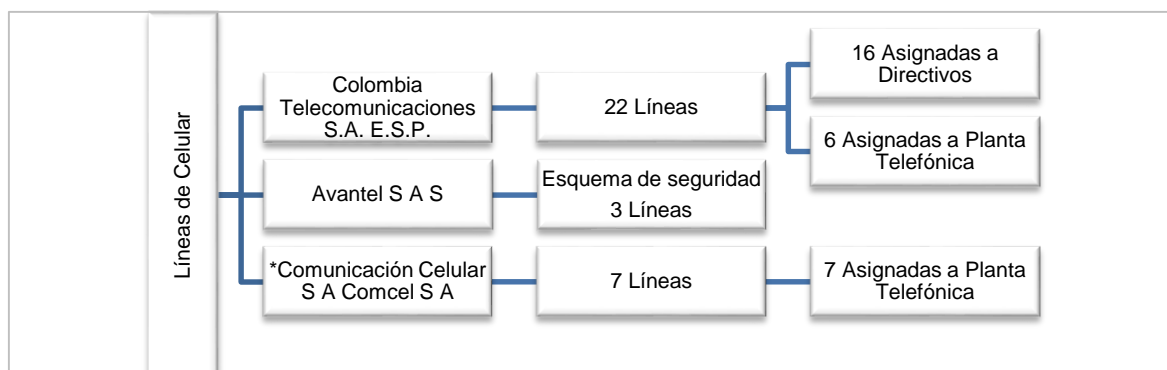 Líneas de Celular
Colombia
Telecomunicaciones
S.A. E.S.P.
22 Líneas
16 Asignadas a
Directivos
6 Asignadas a Planta
Telefónica
Avantel S A S
Esquema de seguridad
3 Líneas
*Comunicación Celular
S A Comcel S A
7 Líneas
7 Asignadas a Planta
Telefónica